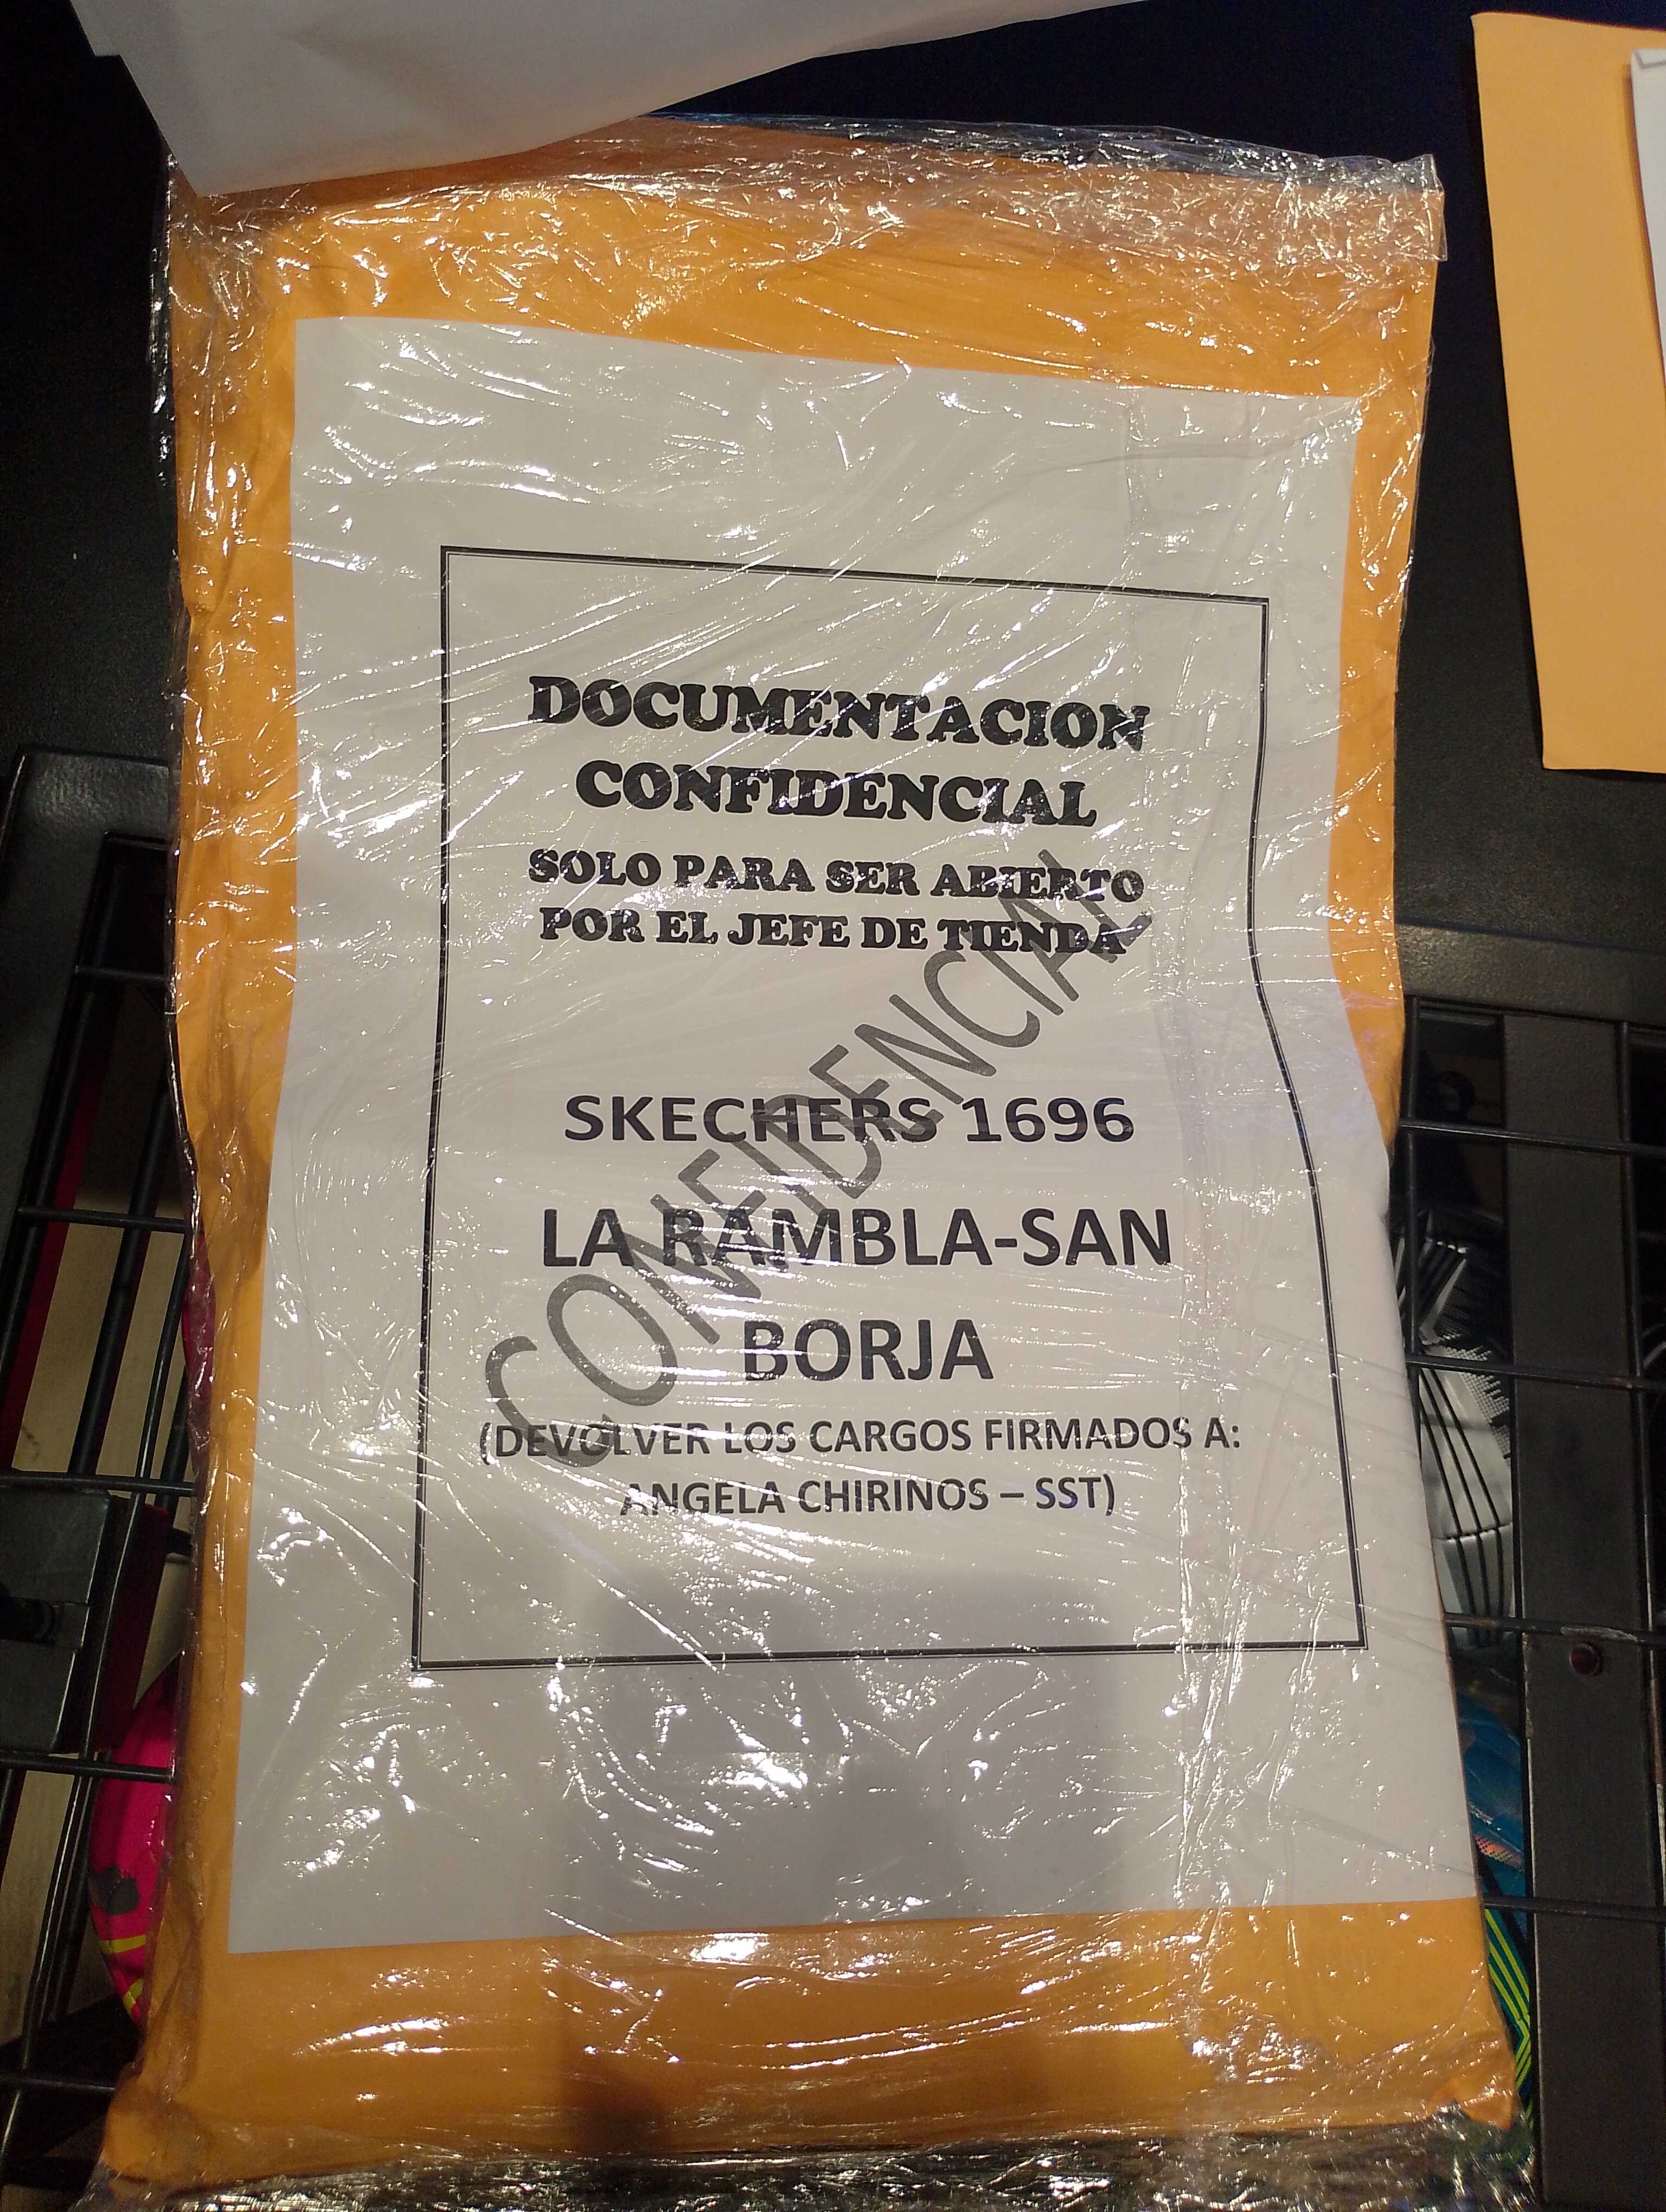 DOCUMENTACION
CONFIDENCIAL
SOLO PARA SER ABIERTO
POR EL JEFE DE TIENDA
CONFIDENCIAL
SKECHERS 1696
LA RAMBLA-SAN
BORJA
(DEVOLVER LOS CARGOS FIRMADOS A:
ANGELA CHIRINOS – SST)